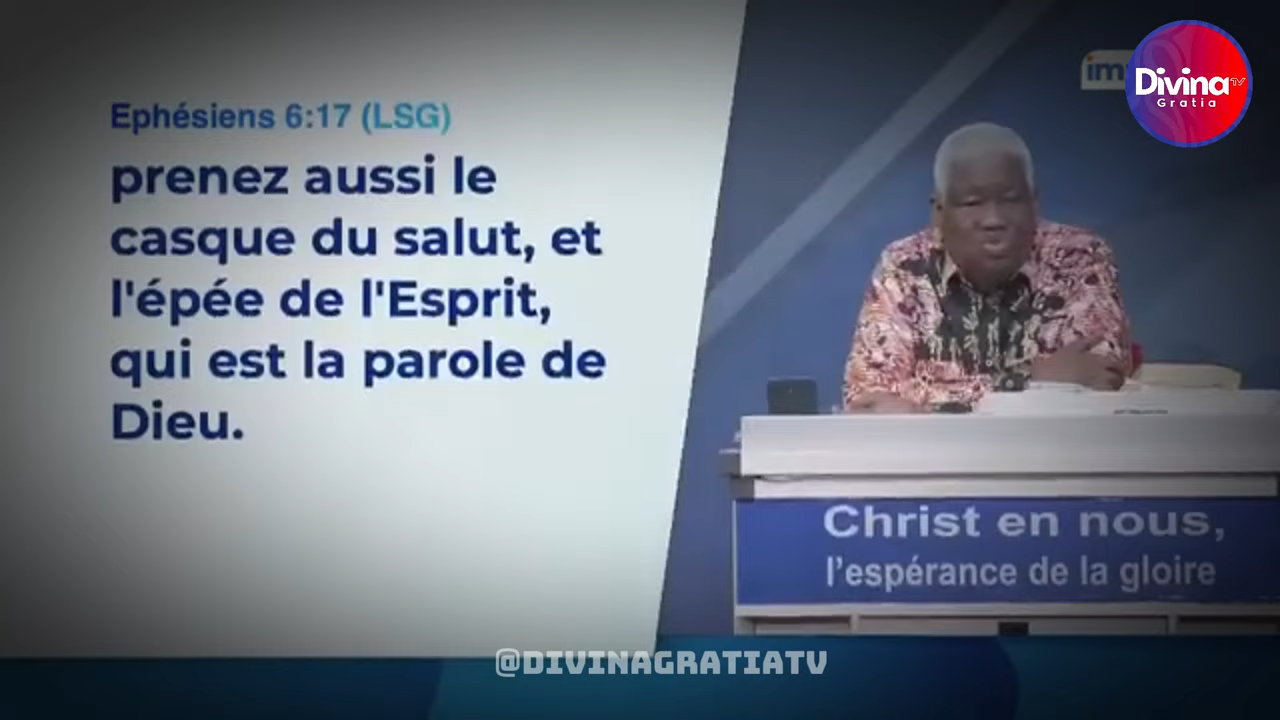 Ephésiens 6:17 (LSG)
prenez aussi le
casque du salut, et
l'épée de l'Esprit,
qui est la parole de
Dieu.
Divina TV
Gratia
Christ en nous,
l'espérance de la gloire
@DIVINAGRATIATV